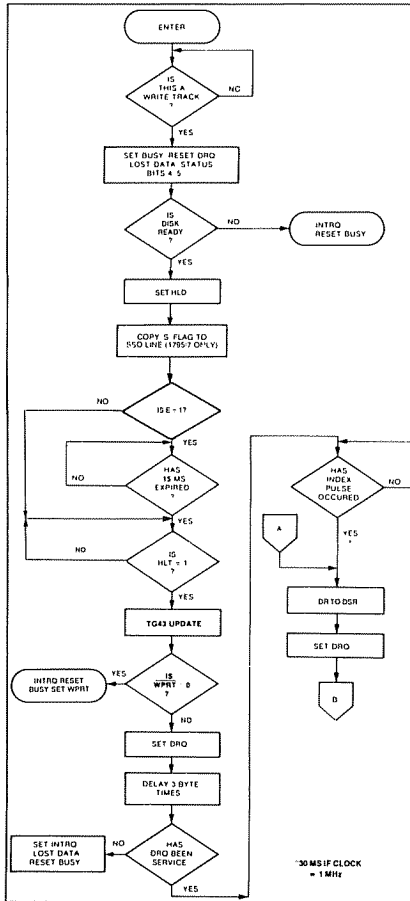 ENTER
IS
THIS A
WRITE TRACK
?
NO
YES
SET BUSY RESET DRQ
LOST DATA STATUS
BITS 4 5
IS
DISK
READY
?
NO
INTRQ
RESET BUSY
YES
SET HLD
COPY S FLAG TO
SSO LINE (1795/7 ONLY)
NO
IS E = 1?
YES
NO
HAS
15 MS
EXPIRED
?
YES
NO
IS
HLT = 1
?
YES
TG43 UPDATE
IS
WPRT = 0
?
YES
INTRQ RESET
BUSY SET WPRT
NO
SET DRQ
DELAY 3 BYTE
TIMES
HAS
DRQ BEEN
SERVICE
NO
SET INTRQ
LOST DATA
RESET BUSY
YES
HAS
INDEX
PULSE
OCCURED
NO
YES
*
A
DR TO DSR
SET DRQ
B
*30 MS IF CLOCK
= 1 MHz